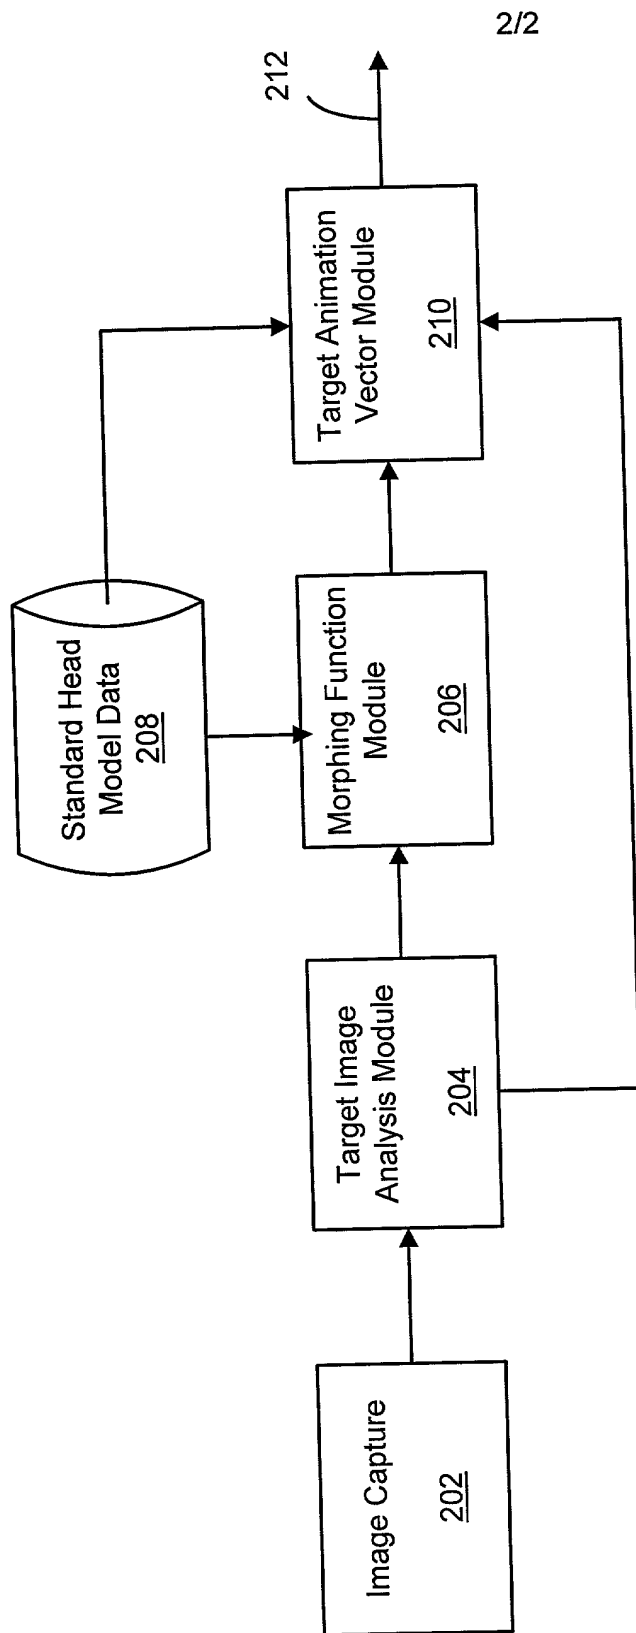 2/2
Standard Head
Model Data
208
212
Image Capture
202
Target Image
Analysis Module
204
Morphing Function
Module
206
Target Animation
Vector Module
210